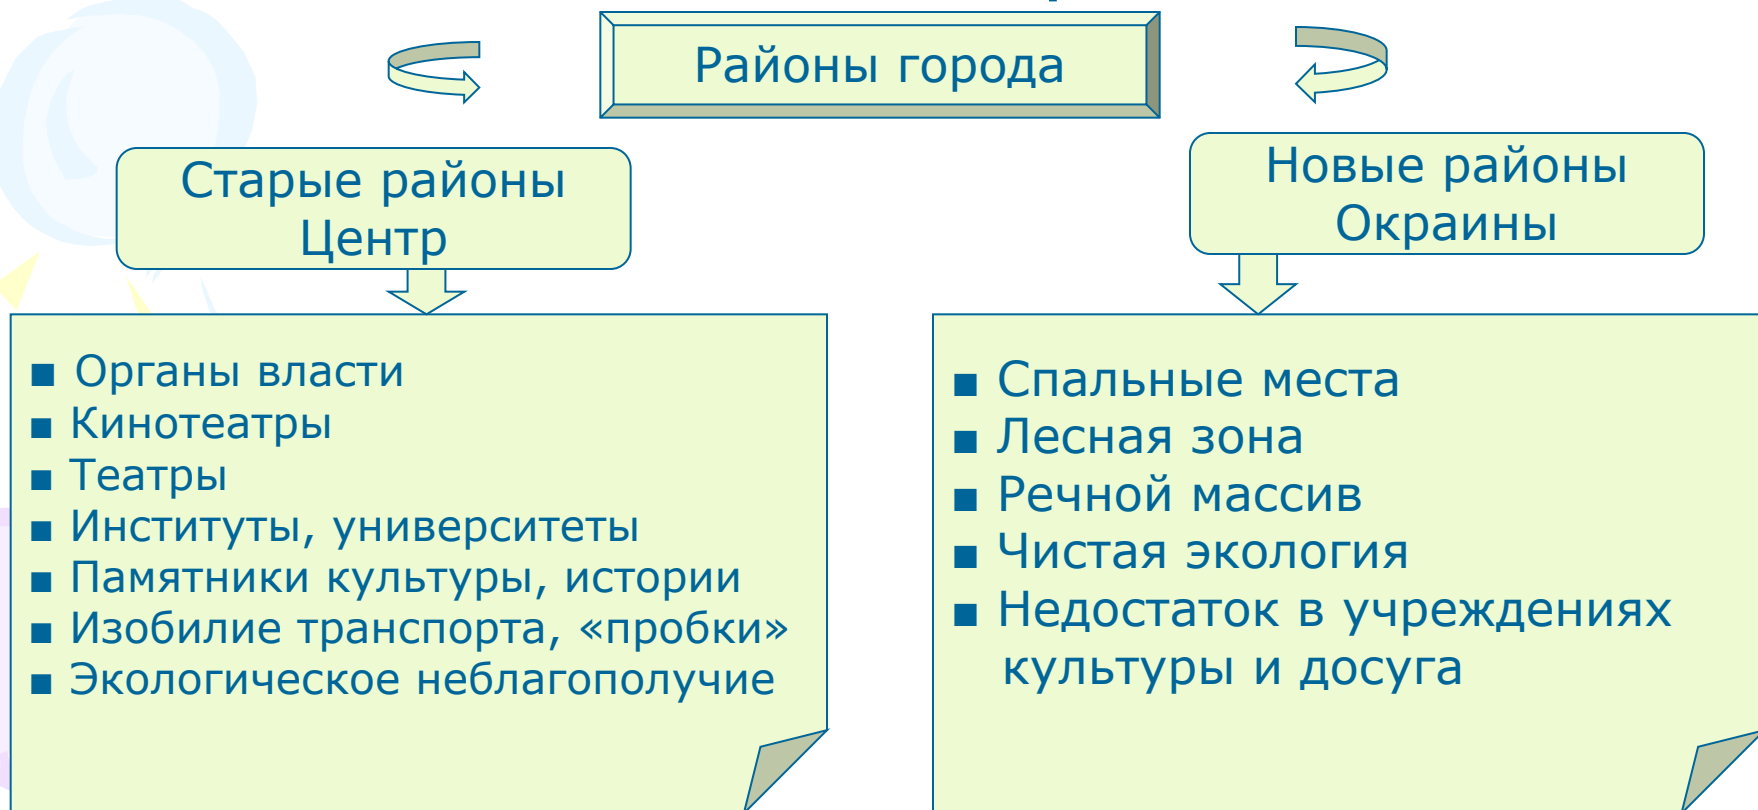 Районы города
Старые районы
Центр
Новые районы
Окраины
▪ Органы власти
▪ Кинотеатры
▪ Театры
▪ Институты, университеты
▪ Памятники культуры, истории
▪ Изобилие транспорта, «пробки»
▪ Экологическое неблагополучие
▪ Спальные места
▪ Лесная зона
▪ Речной массив
▪ Чистая экология
▪ Недостаток в учреждениях
культуры и досуга